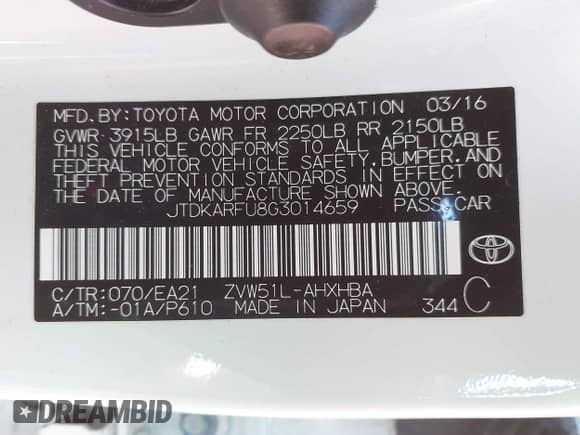 MFD.BY:TOYOTA MOTOR CORPORATION 03/16
GVWR 3915LB GAWR FR 2250LB RR 2150LB
THIS VEHICLE CONFORMS TO ALL APPLICABLE
FEDERAL MOTOR VEHICLE SAFETY,BUMPER,AND
THEFT PREVENTION STANDARDS IN EFFECT ON
THE DATE OF MANUFACTURE SHOWN ABOVE.
JTDKARFU8G3014659 PASS.CAR
C/TR:070/EA21 ZVW51L-AHXHBA
A/TM:-01A/P610 MADE IN JAPAN 344 C
DREAMBID